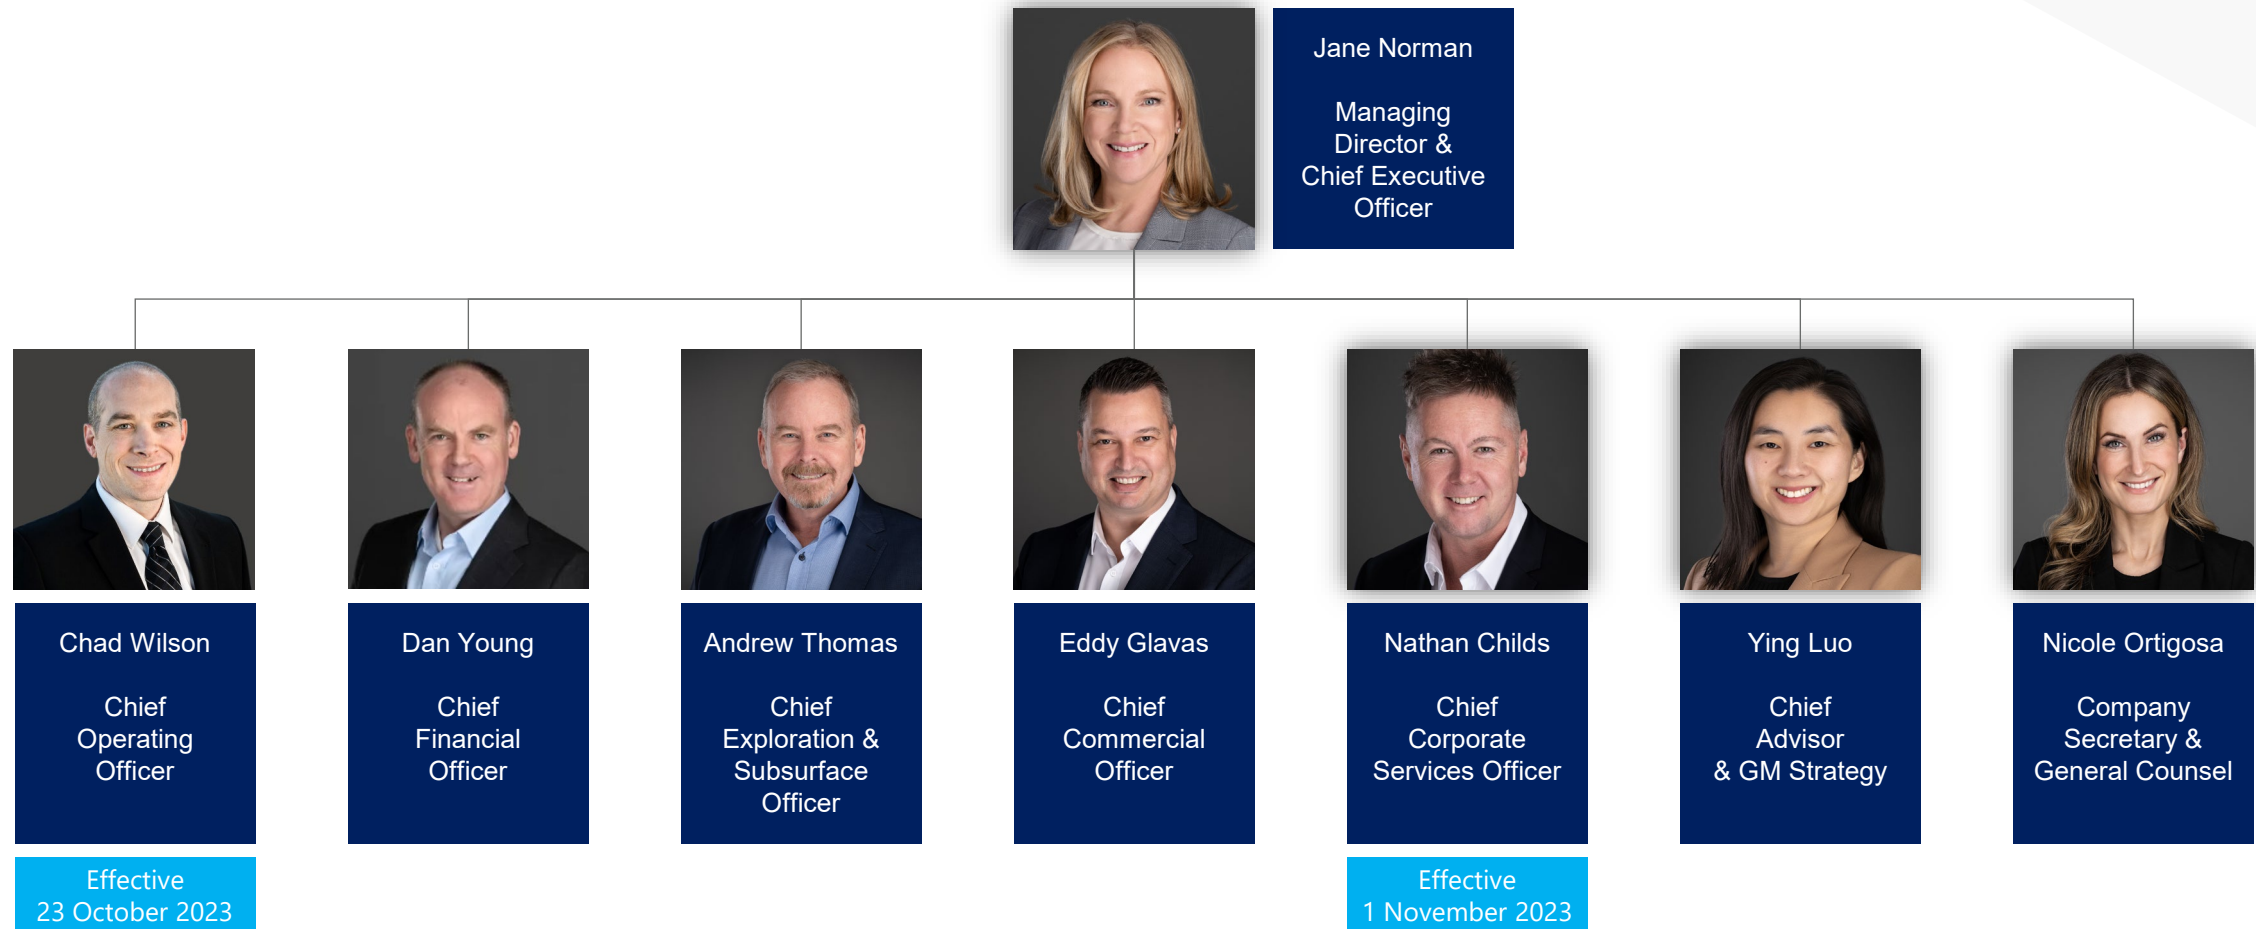 Jane Norman
Managing
Director &
Chief Executive
Officer
Chad Wilson
Chief
Operating
Officer
Effective
23 October 2023
Dan Young
Chief
Financial
Officer
Andrew Thomas
Chief
Exploration &
Subsurface
Officer
Eddy Glavas
Chief
Commercial
Officer
Nathan Childs
Chief
Corporate
Services Officer
Effective
1 November 2023
Ying Luo
Chief
Advisor
& GM Strategy
Nicole Ortigosa
Company
Secretary &
General Counsel